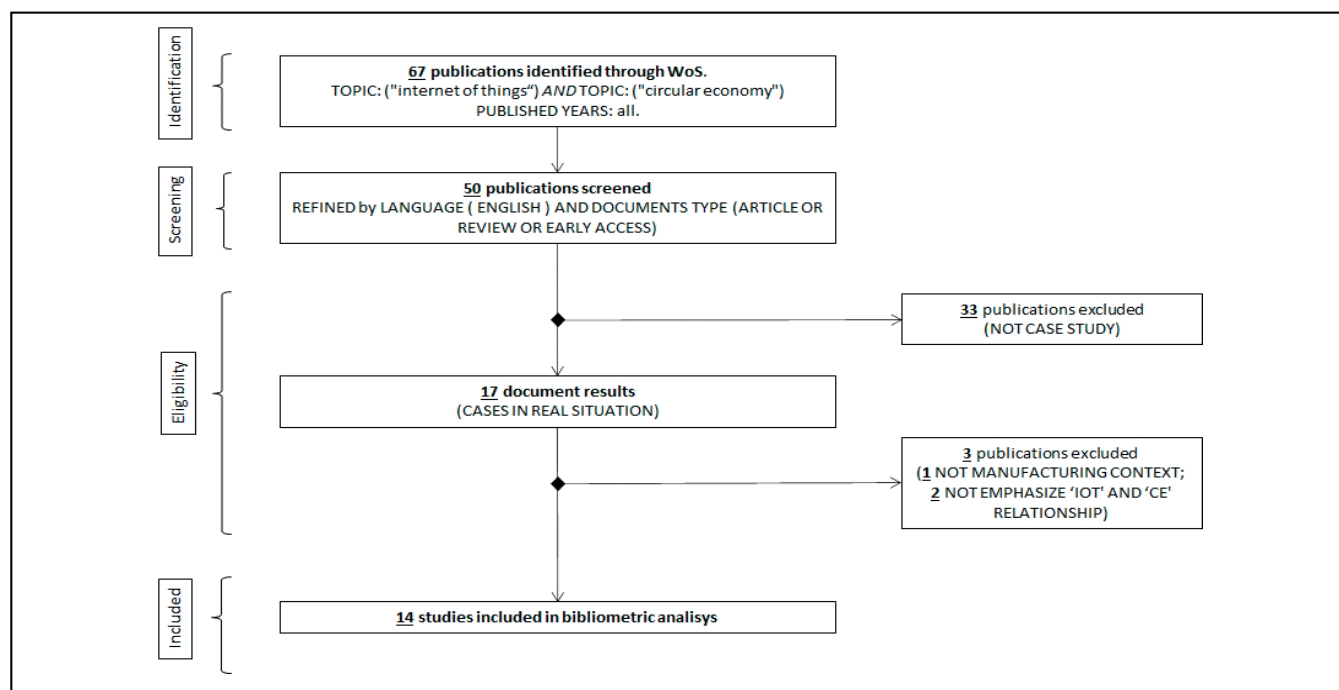 Identification
67 publications identified through WoS.
TOPIC: ("internet of things“) AND TOPIC: ("circular economy")
PUBLISHED YEARS: all.
Screening
50 publications screened
REFINED by LANGUAGE ( ENGLISH ) AND DOCUMENTS TYPE (ARTICLE OR
REVIEW OR EARLY ACCESS)
Eligibility
33 publications excluded
(NOT CASE STUDY)
17 document results
(CASES IN REAL SITUATION)
3 publications excluded
(1 NOT MANUFACTURING CONTEXT;
2 NOT EMPHASIZE ‘IOT' AND ‘CE'
RELATIONSHIP)
Included
14 studies included in bibliometric analisys